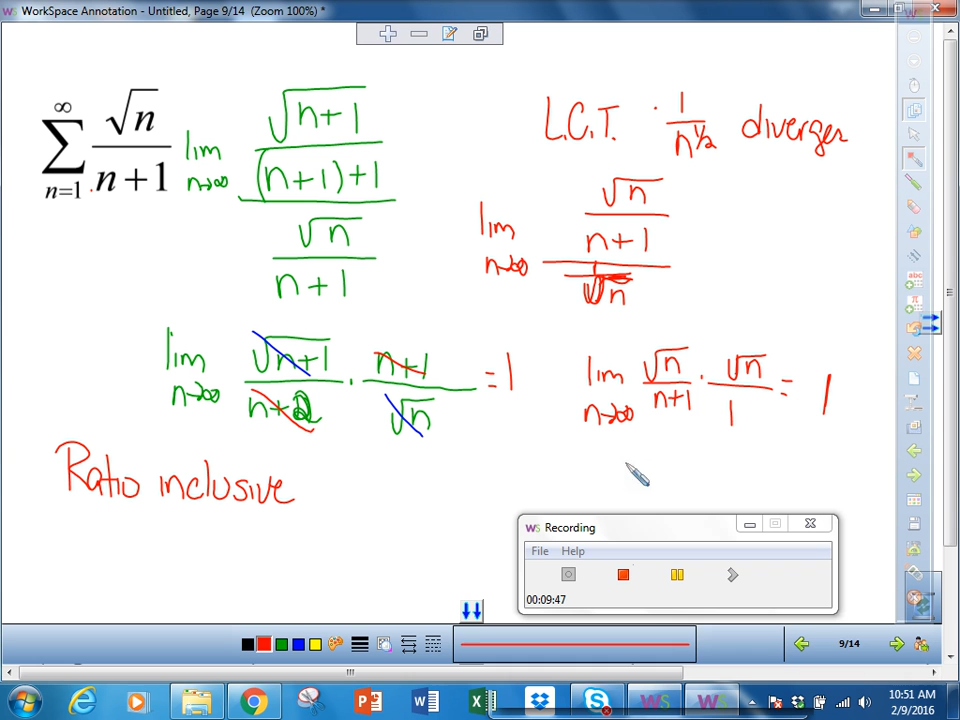 WorkSpace Annotation - Untitled, Page 9/14 (Zoom 100%) *
∞
∑ √n / n+1
n=1
lim n→∞ √n+1 / (n+1)+1
√n / n+1
lim n→∞ √n+1 / n+2 · n+1 / √n = 1
Ratio inclusive
L.C.T. 1 / n^1/2 diverges
lim n→∞ √n / n+1
1 / √n
lim n→∞ √n / n+1 · √n / 1 = 1
WS Recording
File Help
00:09:47
abc
π
9/14
10:51 AM
2/9/2016